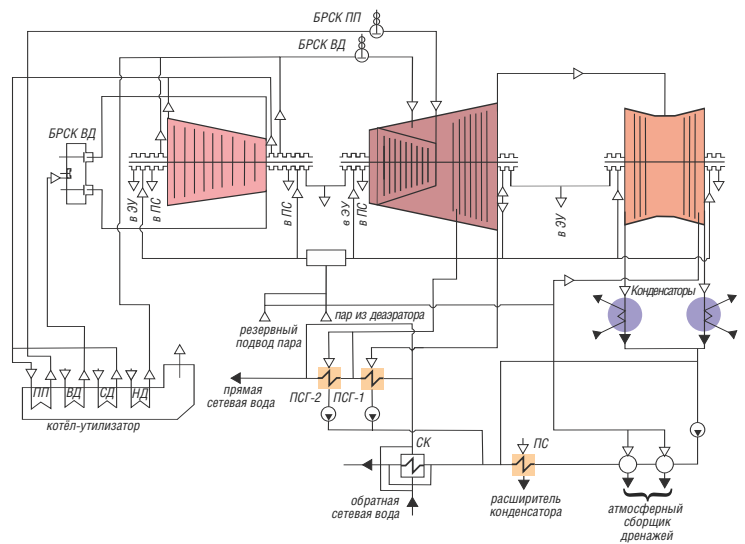 БРСК ПП
БРСК ВД
БРСК ВД
в ЭУ
в ПС
в ПС
в ЭУ
в ПС
в ЭУ
Конденсаторы
резервный
подвод пара
пар из деаэратора
прямая
сетевая вода
ПСГ-2
ПСГ-1
ПП
ВД
СД
НД
котёл-утилизатор
СК
ПС
обратная
сетевая вода
расширитель
конденсатора
атмосферный
сборщик
дренажей